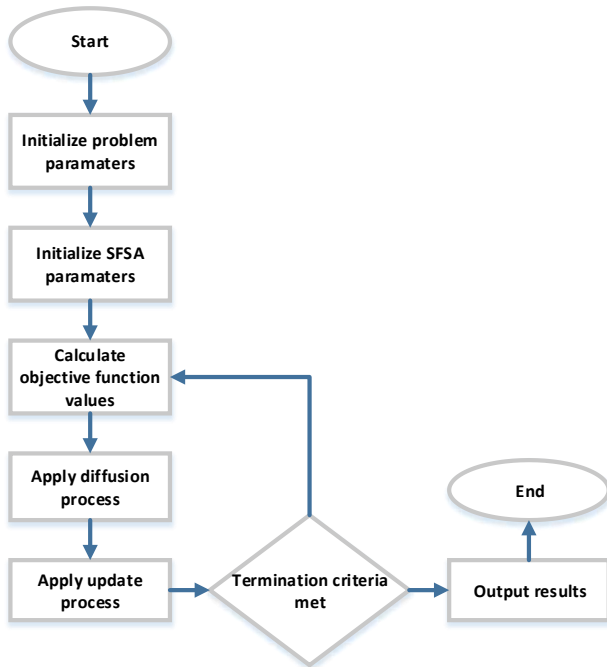 Start
Initialize problem
paramaters
Initialize SFSA
paramaters
Calculate
objective function
values
Apply diffusion
process
Apply update
process
Termination criteria
met
Output results
End